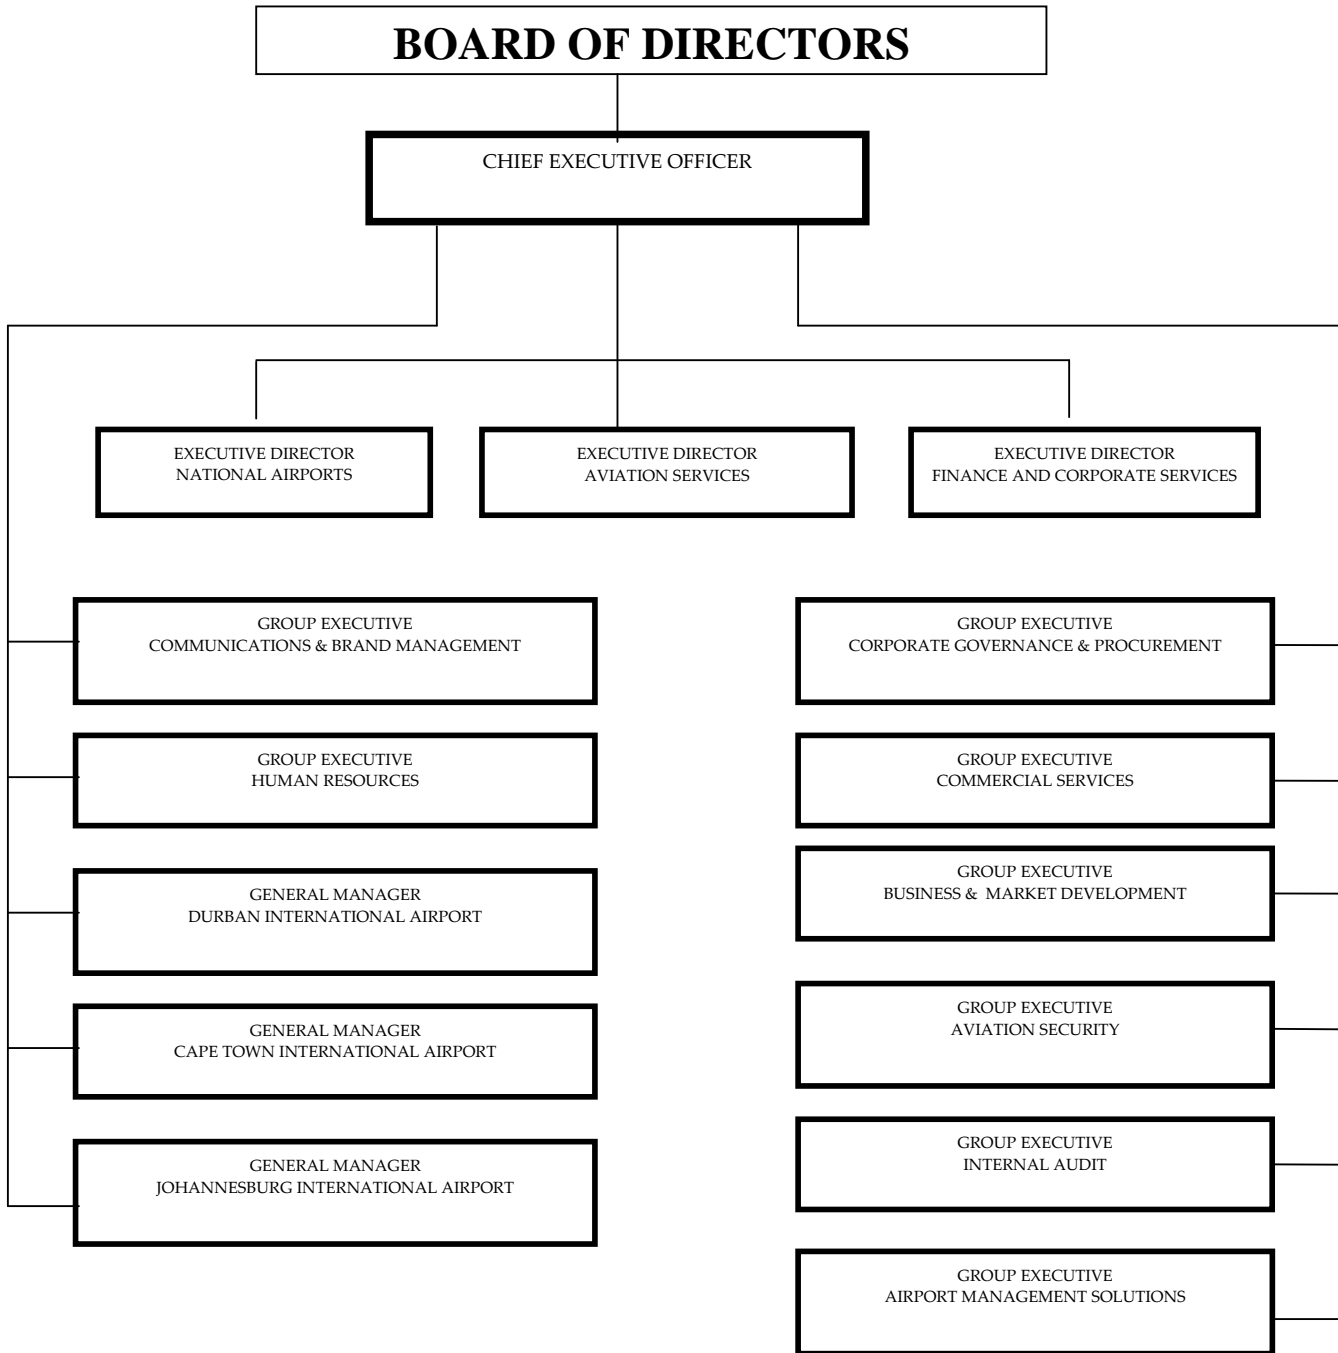 BOARD OF DIRECTORS
CHIEF EXECUTIVE OFFICER
EXECUTIVE DIRECTOR
NATIONAL AIRPORTS
EXECUTIVE DIRECTOR
AVIATION SERVICES
EXECUTIVE DIRECTOR
FINANCE AND CORPORATE SERVICES
GROUP EXECUTIVE
COMMUNICATIONS & BRAND MANAGEMENT
GROUP EXECUTIVE
HUMAN RESOURCES
GENERAL MANAGER
DURBAN INTERNATIONAL AIRPORT
GENERAL MANAGER
CAPE TOWN INTERNATIONAL AIRPORT
GENERAL MANAGER
JOHANNESBURG INTERNATIONAL AIRPORT
GROUP EXECUTIVE
CORPORATE GOVERNANCE & PROCUREMENT
GROUP EXECUTIVE
COMMERCIAL SERVICES
GROUP EXECUTIVE
BUSINESS & MARKET DEVELOPMENT
GROUP EXECUTIVE
AVIATION SECURITY
GROUP EXECUTIVE
INTERNAL AUDIT
GROUP EXECUTIVE
AIRPORT MANAGEMENT SOLUTIONS